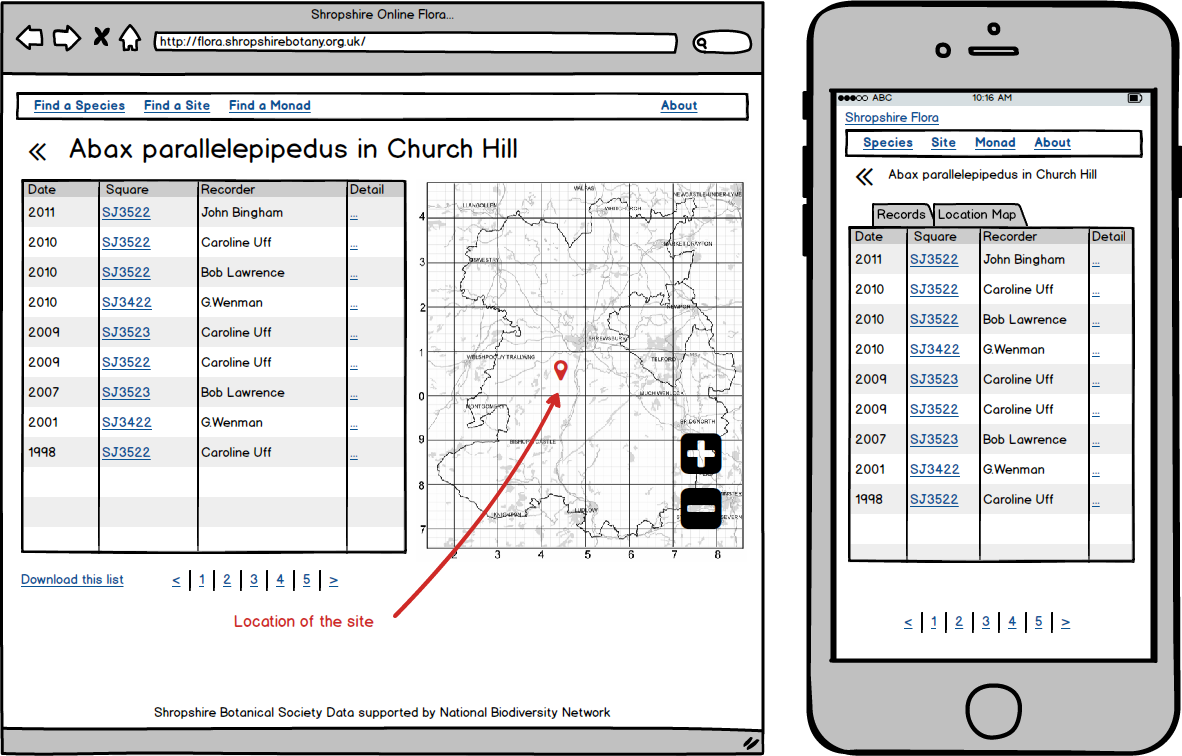 Shropshire Online Flora...
http://flora.shropshirebotany.org.uk/
Find a Species Find a Site Find a Monad About
Abax parallelepipedus in Church Hill
Date Square Recorder Detail
2011 SJ3522 John Bingham ...
2010 SJ3522 Caroline Uff ...
2010 SJ3522 Bob Lawrence ...
2010 SJ3422 G.Wenman ...
2009 SJ3523 Caroline Uff ...
2009 SJ3522 Caroline Uff ...
2007 SJ3523 Bob Lawrence ...
2001 SJ3422 G.Wenman ...
1998 SJ3522 Caroline Uff ...
NEWCASTLE-UNDER-LYME
LLANGOLLEN
WHITCHURCH
4
MARKET DRAYTON
OSWESTRY
3
2
NEWPORT
SHREWSBURY
1
WELSHPOOL/Y TRALLWNG
TELFORD
MUCH WENLOCK
0
MONTGOMERY
BRIDGNORTH
9
BISHOP'S CASTLE
8
KNIGHTON
LUDLOW
7
2 3 4 5 6 7 8
Download this list < 1 2 3 4 5 >
Location of the site
Shropshire Botanical Society Data supported by National Biodiversity Network
ABC 10:16 AM
Shropshire Flora
Species Site Monad About
Abax parallelepipedus in Church Hill
Records Location Map
Date Square Recorder Detail
2011 SJ3522 John Bingham ...
2010 SJ3522 Caroline Uff ...
2010 SJ3522 Bob Lawrence ...
2010 SJ3422 G.Wenman ...
2009 SJ3523 Caroline Uff ...
2009 SJ3522 Caroline Uff ...
2007 SJ3523 Bob Lawrence ...
2001 SJ3422 G.Wenman ...
1998 SJ3522 Caroline Uff ...
< 1 2 3 4 5 >